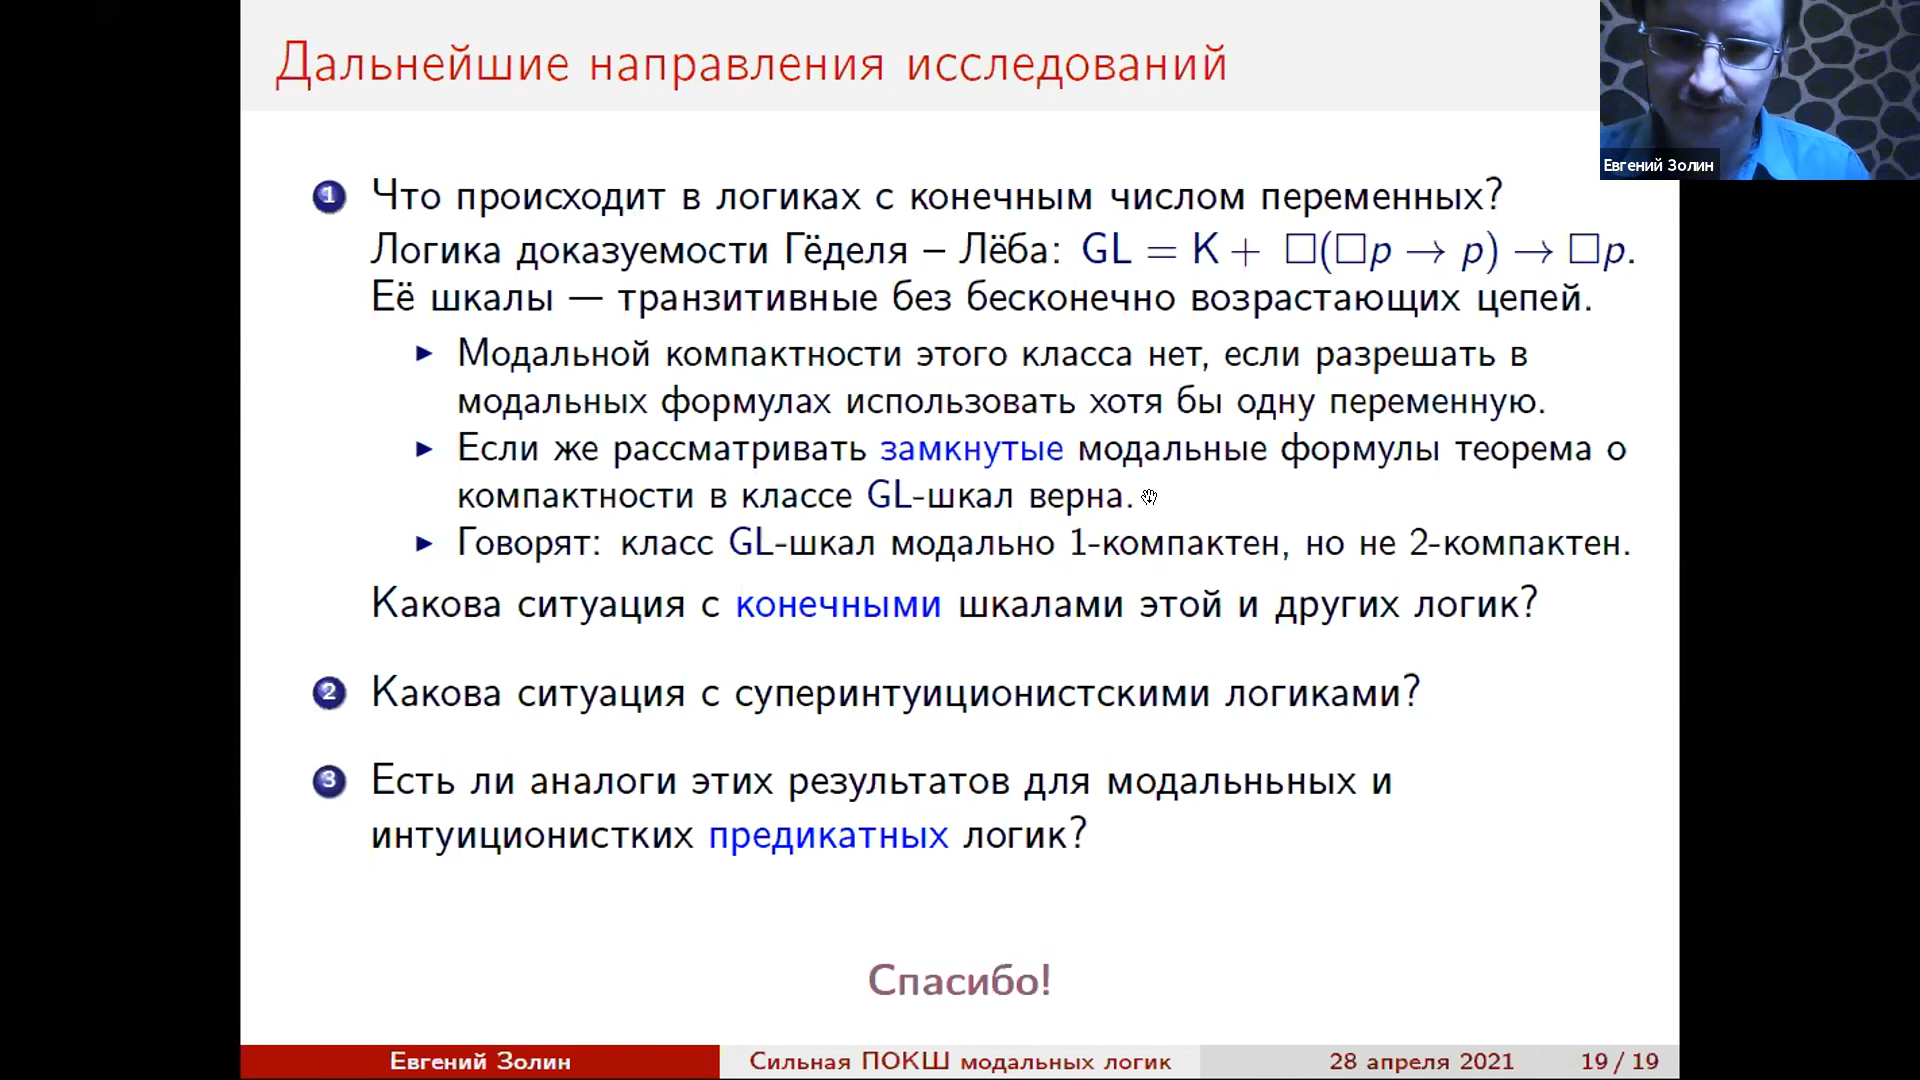 Дальнейшие направления исследований
Евгений Золин
1 Что происходит в логиках с конечным числом переменных?
Логика доказуемости Гёделя – Лёба: GL = K + □(□p → p) → □p.
Её шкалы — транзитивные без бесконечно возрастающих цепей.
▶ Модальной компактности этого класса нет, если разрешать в
модальных формулах использовать хотя бы одну переменную.
▶ Если же рассматривать замкнутые модальные формулы теорема о
компактности в классе GL-шкал верна.
▶ Говорят: класс GL-шкал модально 1-компактен, но не 2-компактен.
Какова ситуация с конечными шкалами этой и других логик?
2 Какова ситуация с суперинтуиционистскими логиками?
3 Есть ли аналоги этих результатов для модальньных и
интуиционистких предикатных логик?
Спасибо!
Евгений Золин Сильная ПОКШ модальных логик 28 апреля 2021 19 / 19